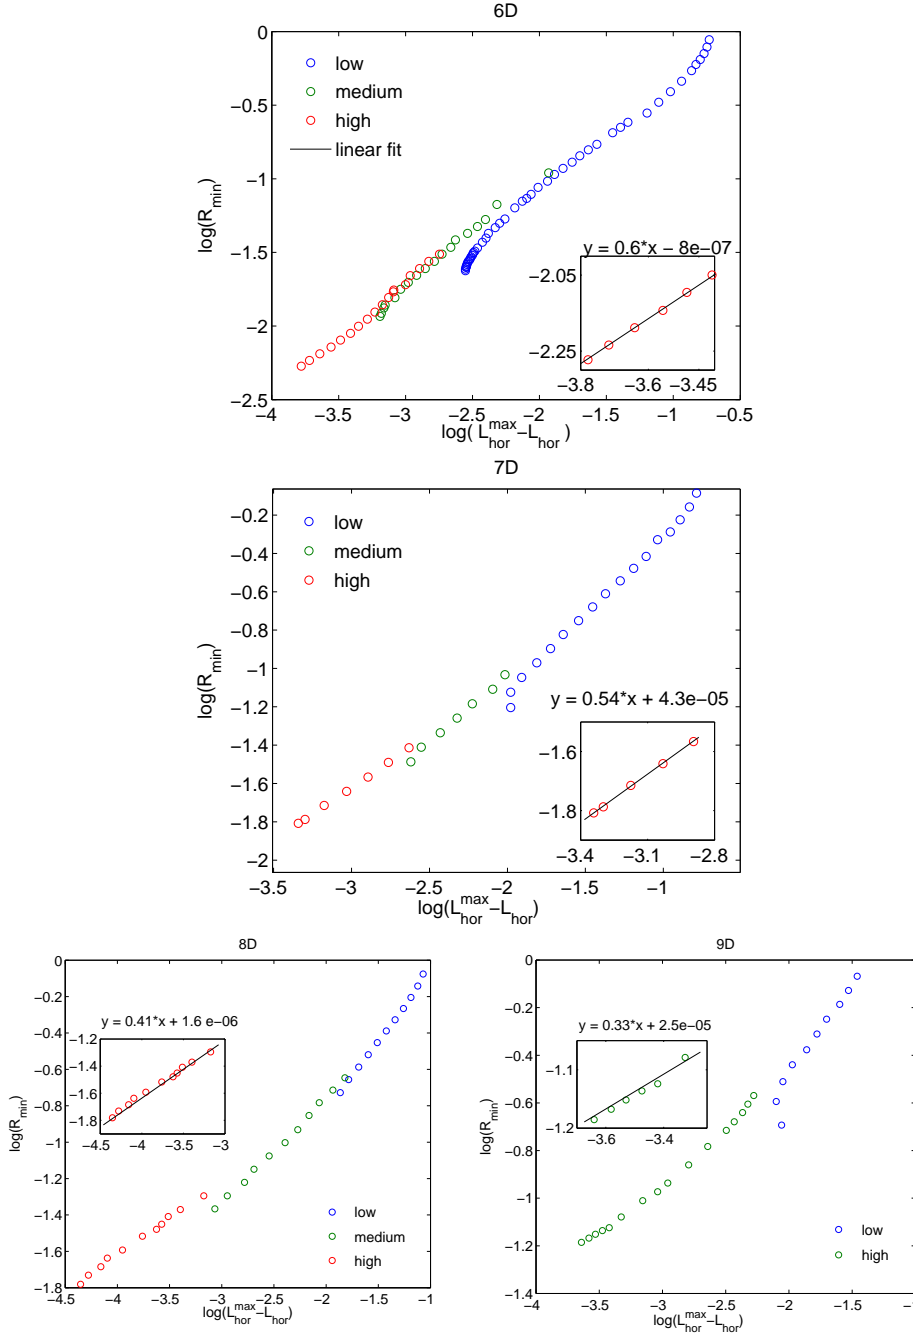 6D
0
−0.5
−1
−1.5
−2
−2.5
log(R_min)
low
medium
high
linear fit
y = 0.6*x − 8e−07
−2.05
−2.25
−3.8 −3.6 −3.45
−4 −3.5 −3 −2.5 −2 −1.5 −1 −0.5
log( L_hor^max−L_hor )
7D
−0.2
−0.4
−0.6
−0.8
−1
−1.2
−1.4
−1.6
−1.8
−2
log(R_min)
low
medium
high
y = 0.54*x + 4.3e−05
−1.6
−1.8
−3.4 −3.1 −2.8
−3.5 −3 −2.5 −2 −1.5 −1
log(L_hor^max−L_hor)
8D
0
−0.2
−0.4
−0.6
−0.8
−1
−1.2
−1.4
−1.6
−1.8
log(R_min)
y = 0.41*x + 1.6 e−06
−1.2
−1.4
−1.6
−1.8
−4.5 −4 −3.5 −3
low
medium
high
−4.5 −4 −3.5 −3 −2.5 −2 −1.5 −1
log(L_hor^max−L_hor)
9D
0
−0.2
−0.4
−0.6
−0.8
−1
−1.2
−1.4
log(R_min)
y = 0.33*x + 2.5e−05
−1.1
−1.2
−3.6 −3.4
low
high
−4 −3.5 −3 −2.5 −2 −1.5 −1
log(L_hor^max−L_hor)